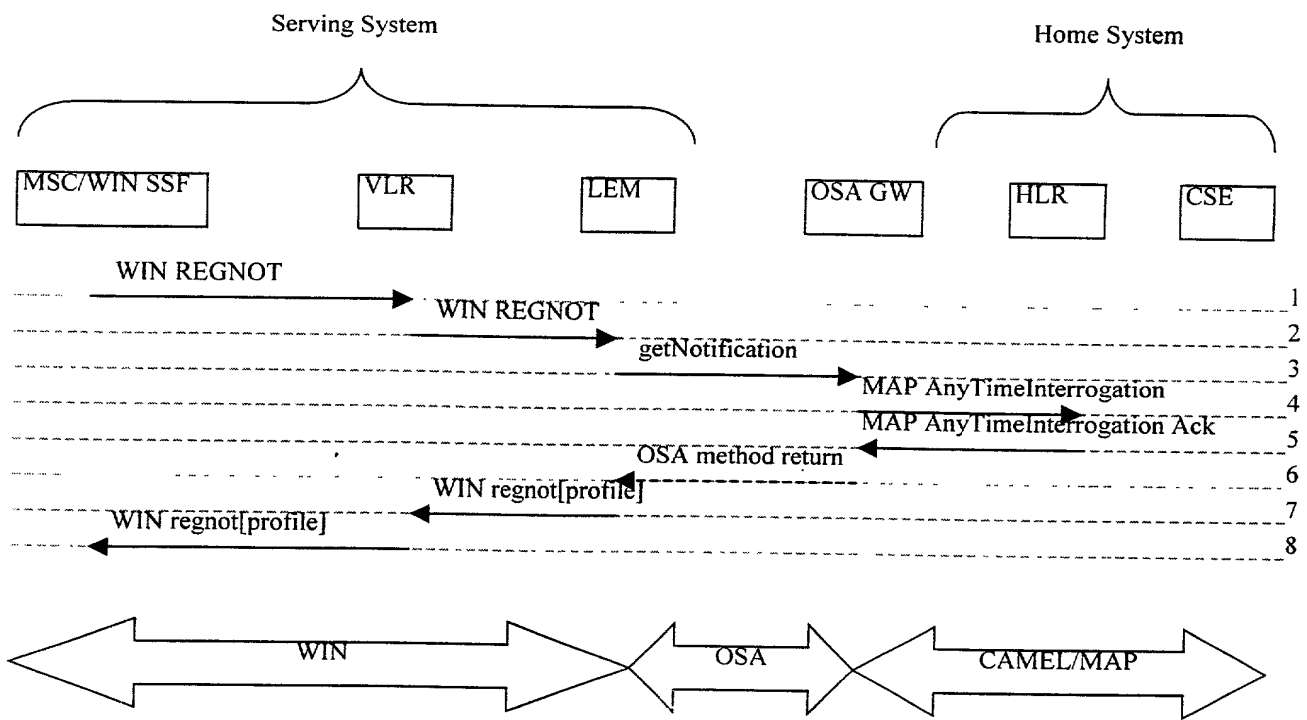 Serving System
Home System
MSC/WIN SSF
VLR
LEM
OSA GW
HLR
CSE
WIN REGNOT
1
WIN REGNOT
2
getNotification
3
MAP AnyTimeInterrogation
4
MAP AnyTimeInterrogation Ack
5
OSA method return
6
WIN regnot[profile]
7
WIN regnot[profile]
8
WIN
OSA
CAMEL/MAP